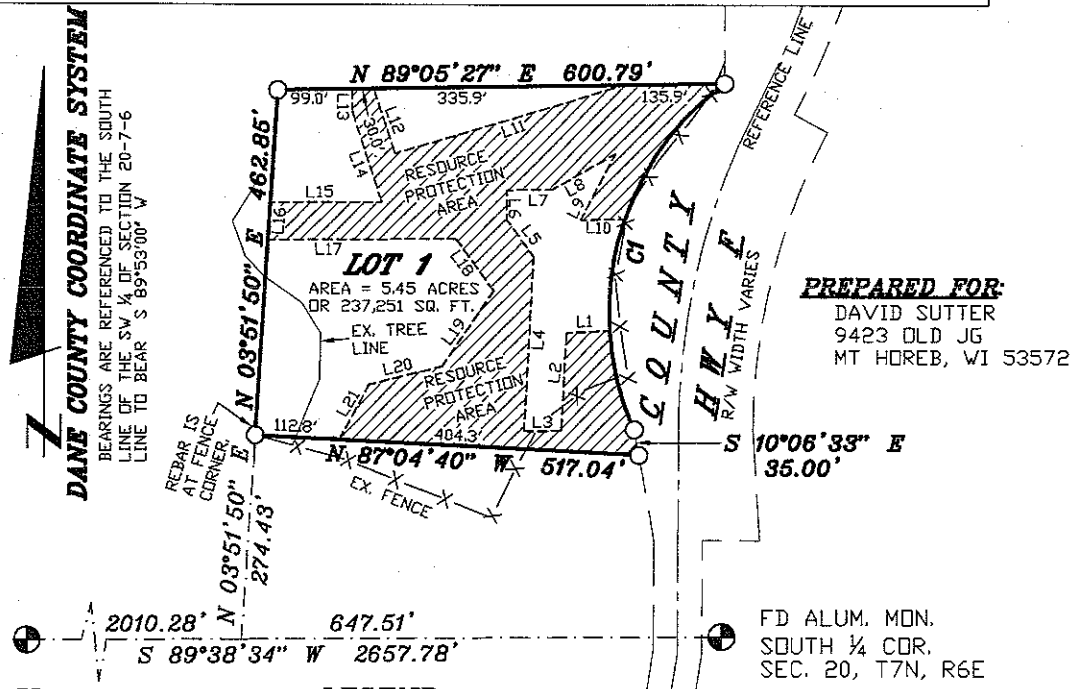 DANE COUNTY COORDINATE SYSTEM
BEARINGS ARE REFERENCED TO THE SOUTH
LINE OF THE SW ¼ OF SECTION 20-7-6
LINE TO BEAR S 89°53'00" W
N 89°05'27" E 600.79'
99.0'
335.9'
135.9'
REFERENCE LINE
L13
30.0'
L12
L11
L14
RESOURCE
PROTECTION
AREA
L15
L16
L17
L18
L7
L8
L6
L9
L5
L10
462.85'
N 03°51'50" E
LOT 1
AREA = 5.45 ACRES
OR 237,251 SQ. FT.
EX. TREE
LINE
L19
L20
L21
L4
L1
L2
L3
RESOURCE
PROTECTION
AREA
C1
COUNTY
HWY F
R/W WIDTH VARIES
PREPARED FOR:
DAVID SUTTER
9423 OLD JG
MT HOREB, WI 53572
112.8'
404.3'
N 87°04'40" W 517.04'
S 10°06'33" E
35.00'
REBAR IS
AT FENCE
CORNER.
EX. FENCE
N 03°51'50" E
274.43'
2010.28' 647.51'
S 89°38'34" W 2657.78'
FD ALUM. MON.
SOUTH ¼ COR.
SEC. 20, T7N, R6E